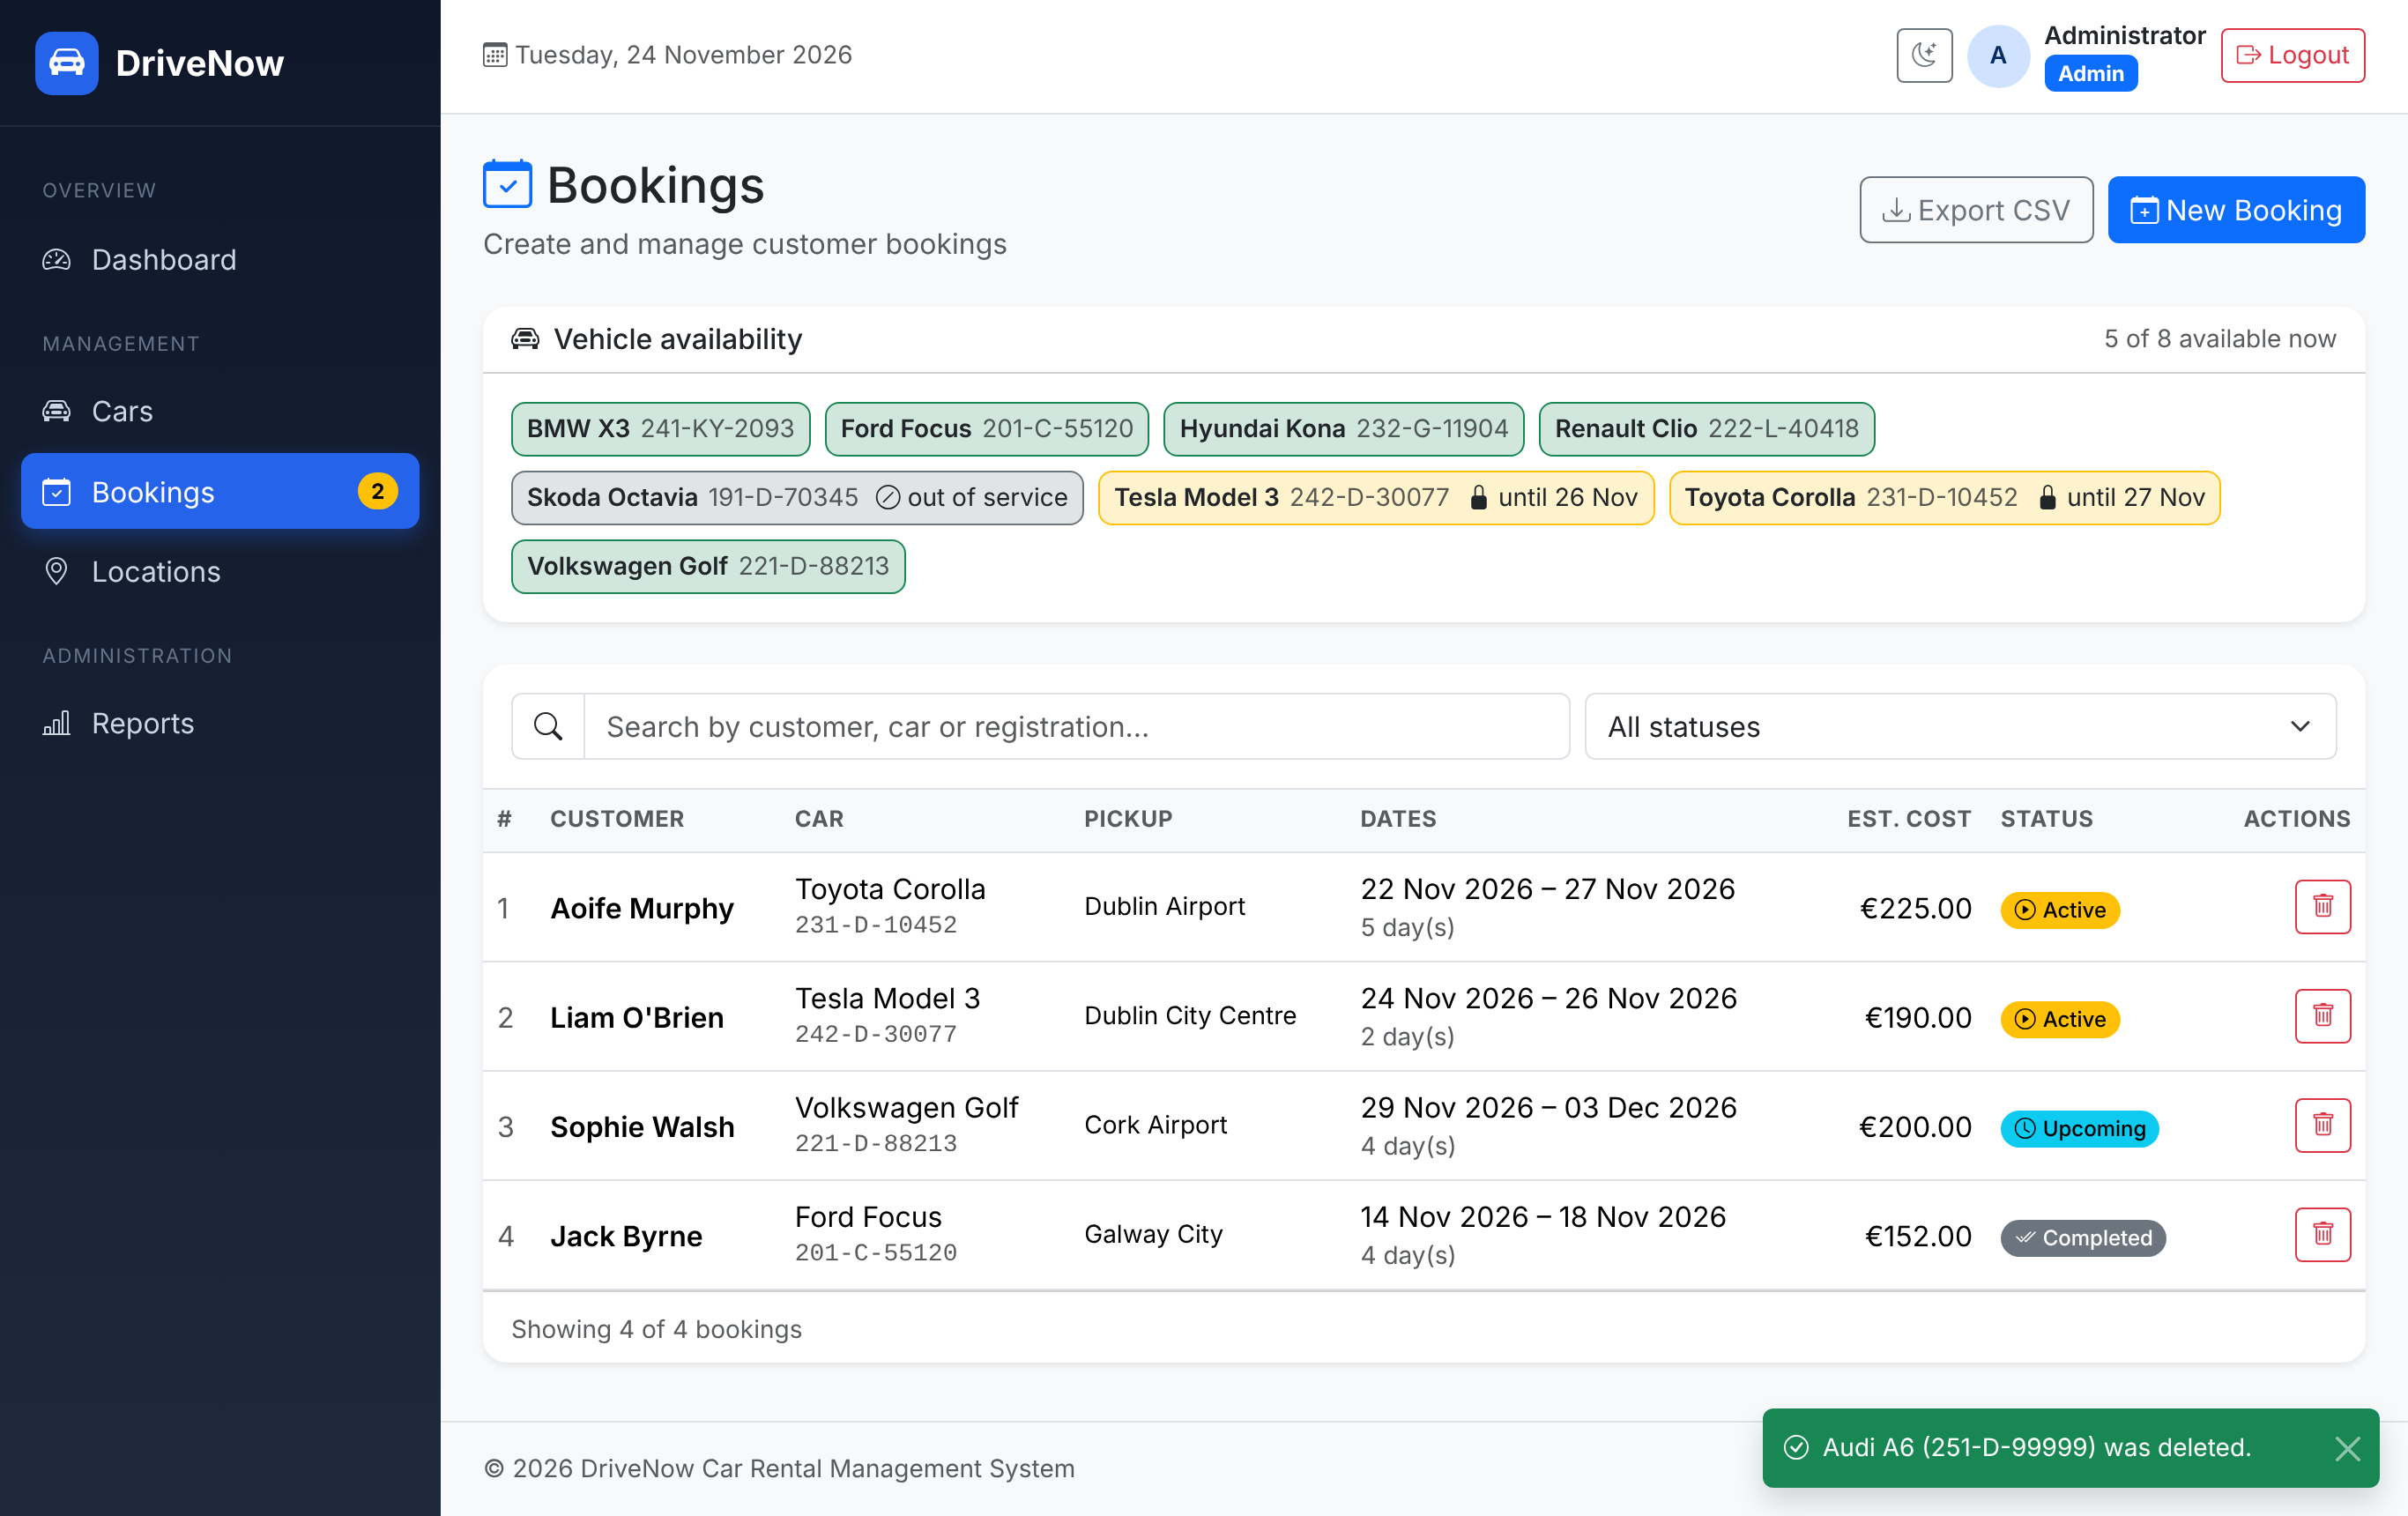 DriveNow
OVERVIEW
Dashboard
MANAGEMENT
Cars
Bookings 2
Locations
ADMINISTRATION
Reports
Tuesday, 24 November 2026
A
Administrator
Admin
Logout
Bookings
Create and manage customer bookings
Export CSV
New Booking
Vehicle availability
5 of 8 available now
BMW X3 241-KY-2093
Ford Focus 201-C-55120
Hyundai Kona 232-G-11904
Renault Clio 222-L-40418
Skoda Octavia 191-D-70345 out of service
Tesla Model 3 242-D-30077 until 26 Nov
Toyota Corolla 231-D-10452 until 27 Nov
Volkswagen Golf 221-D-88213
Search by customer, car or registration...
All statuses
# CUSTOMER CAR PICKUP DATES EST. COST STATUS ACTIONS
1 Aoife Murphy Toyota Corolla Dublin Airport 22 Nov 2026 – 27 Nov 2026 €225.00 Active
231-D-10452 5 day(s)
2 Liam O'Brien Tesla Model 3 Dublin City Centre 24 Nov 2026 – 26 Nov 2026 €190.00 Active
242-D-30077 2 day(s)
3 Sophie Walsh Volkswagen Golf Cork Airport 29 Nov 2026 – 03 Dec 2026 €200.00 Upcoming
221-D-88213 4 day(s)
4 Jack Byrne Ford Focus Galway City 14 Nov 2026 – 18 Nov 2026 €152.00 Completed
201-C-55120 4 day(s)
Showing 4 of 4 bookings
© 2026 DriveNow Car Rental Management System
Audi A6 (251-D-99999) was deleted.